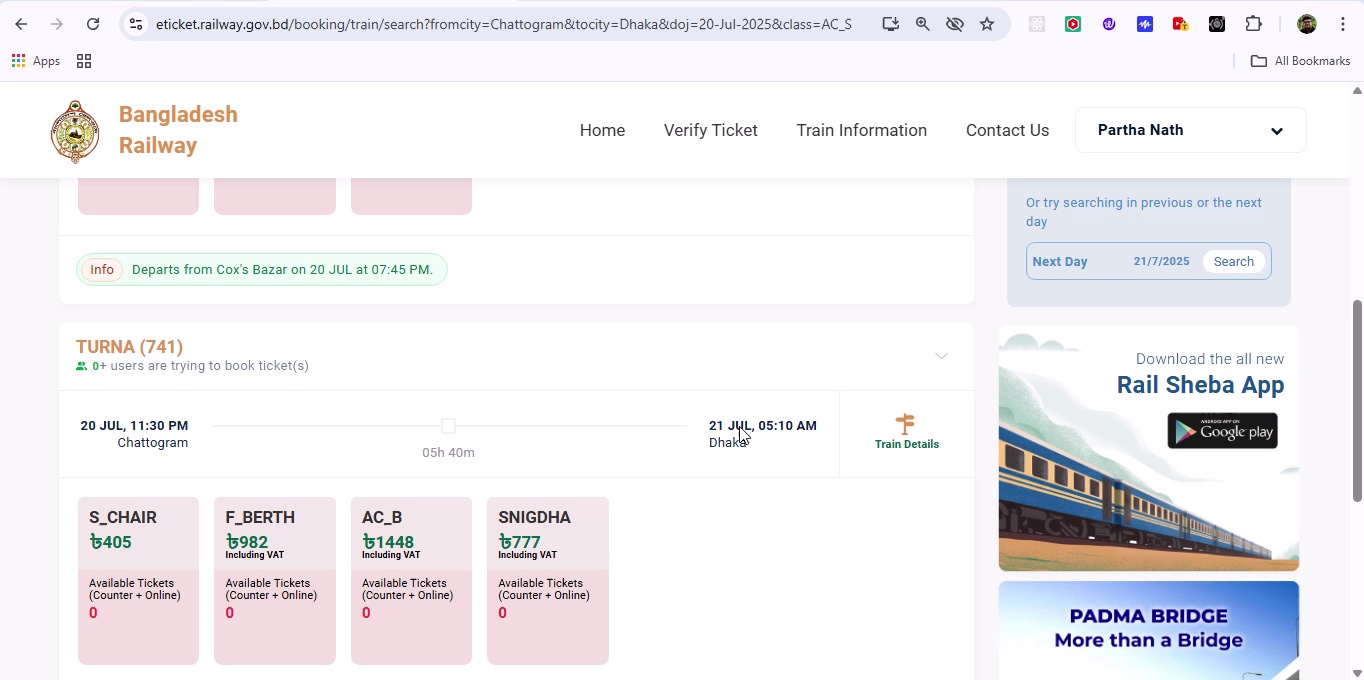 eticket.railway.gov.bd/booking/train/search?fromcity=Chattogram&tocity=Dhaka&doj=20-Jul-2025&class=AC_S
Apps
All Bookmarks
Bangladesh
Railway
Home
Verify Ticket
Train Information
Contact Us
Partha Nath
Or try searching in previous or the next
day
Next Day
21/7/2025
Search
Info
Departs from Cox's Bazar on 20 JUL at 07:45 PM.
TURNA (741)
0+ users are trying to book ticket(s)
20 JUL, 11:30 PM
Chattogram
05h 40m
21 JUL, 05:10 AM
Dhaka
Train Details
S_CHAIR
৳405
Available Tickets
(Counter + Online)
0
F_BERTH
৳982
Including VAT
Available Tickets
(Counter + Online)
0
AC_B
৳1448
Including VAT
Available Tickets
(Counter + Online)
0
SNIGDHA
৳777
Including VAT
Available Tickets
(Counter + Online)
0
Download the all new
Rail Sheba App
ANDROID APP ON
Google play
PADMA BRIDGE
More than a Bridge